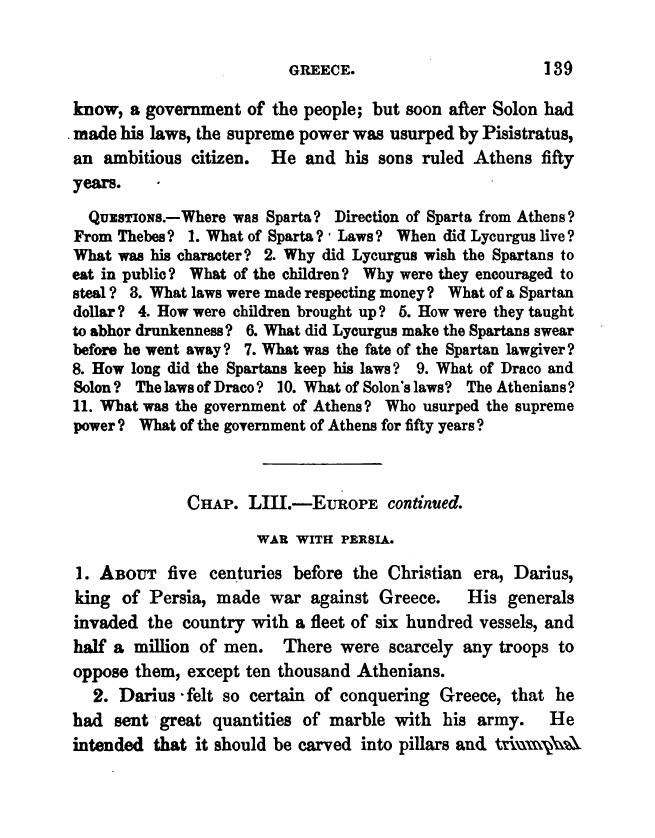 GREECE. 139
know, a government of the people; but soon after Solon had
made his laws, the supreme power was usurped by Pisistratus,
an ambitious citizen. He and his sons ruled Athens fifty
years.
QUESTIONS.—Where was Sparta? Direction of Sparta from Athens?
From Thebes? 1. What of Sparta? Laws? When did Lycurgus live?
What was his character? 2. Why did Lycurgus wish the Spartans to
eat in public? What of the children? Why were they encouraged to
steal? 3. What laws were made respecting money? What of a Spartan
dollar? 4. How were children brought up? 5. How were they taught
to abhor drunkenness? 6. What did Lycurgus make the Spartans swear
before he went away? 7. What was the fate of the Spartan lawgiver?
8. How long did the Spartans keep his laws? 9. What of Draco and
Solon? The laws of Draco? 10. What of Solon's laws? The Athenians?
11. What was the government of Athens? Who usurped the supreme
power? What of the government of Athens for fifty years?
CHAP. LIII.—EUROPE continued.
WAR WITH PERSIA.
1. ABOUT five centuries before the Christian era, Darius,
king of Persia, made war against Greece. His generals
invaded the country with a fleet of six hundred vessels, and
half a million of men. There were scarcely any troops to
oppose them, except ten thousand Athenians.
2. Darius felt so certain of conquering Greece, that he
had sent great quantities of marble with his army. He
intended that it should be carved into pillars and triumphal